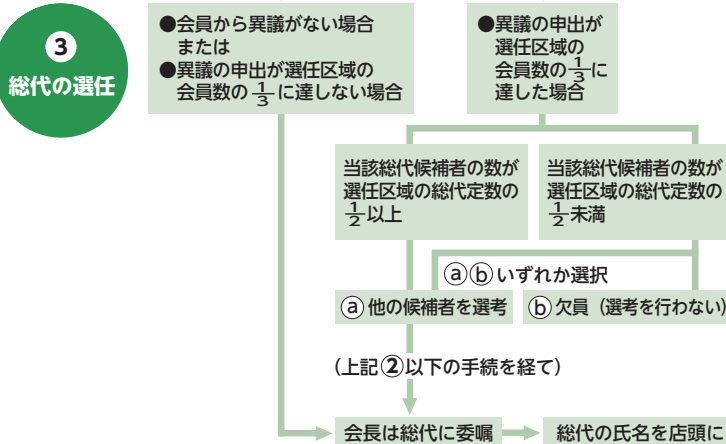 ③
総代の選任
●会員から異議がない場合
または
●異議の申出が選任区域の
会員数の1/3に達しない場合
●異議の申出が
選任区域の
会員数の1/3に
達した場合
当該総代候補者の数が
選任区域の総代定数の
1/2以上
当該総代候補者の数が
選任区域の総代定数の
1/2未満
ⓐⓑいずれか選択
ⓐ他の候補者を選考
ⓑ欠員（選考を行わない）
（上記②以下の手続を経て）
会長は総代に委嘱
総代の氏名を店頭に